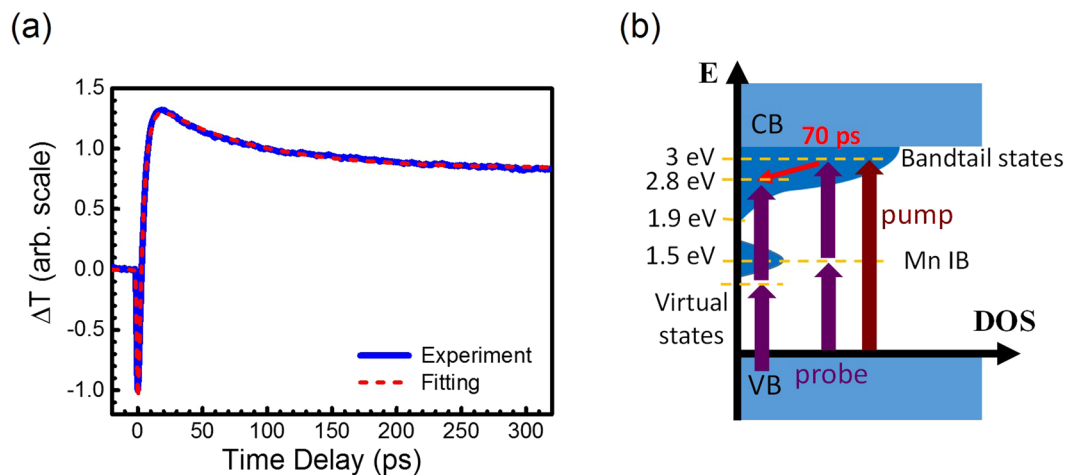 (a)
ΔT (arb. scale)
1.5
1.0
0.5
0.0
-0.5
-1.0
Experiment
Fitting
0 50 100 150 200 250 300
Time Delay (ps)
(b)
E
CB
70 ps
3 eV
Bandtail states
2.8 eV
1.9 eV
pump
1.5 eV
Mn IB
Virtual
states
DOS
VB
probe